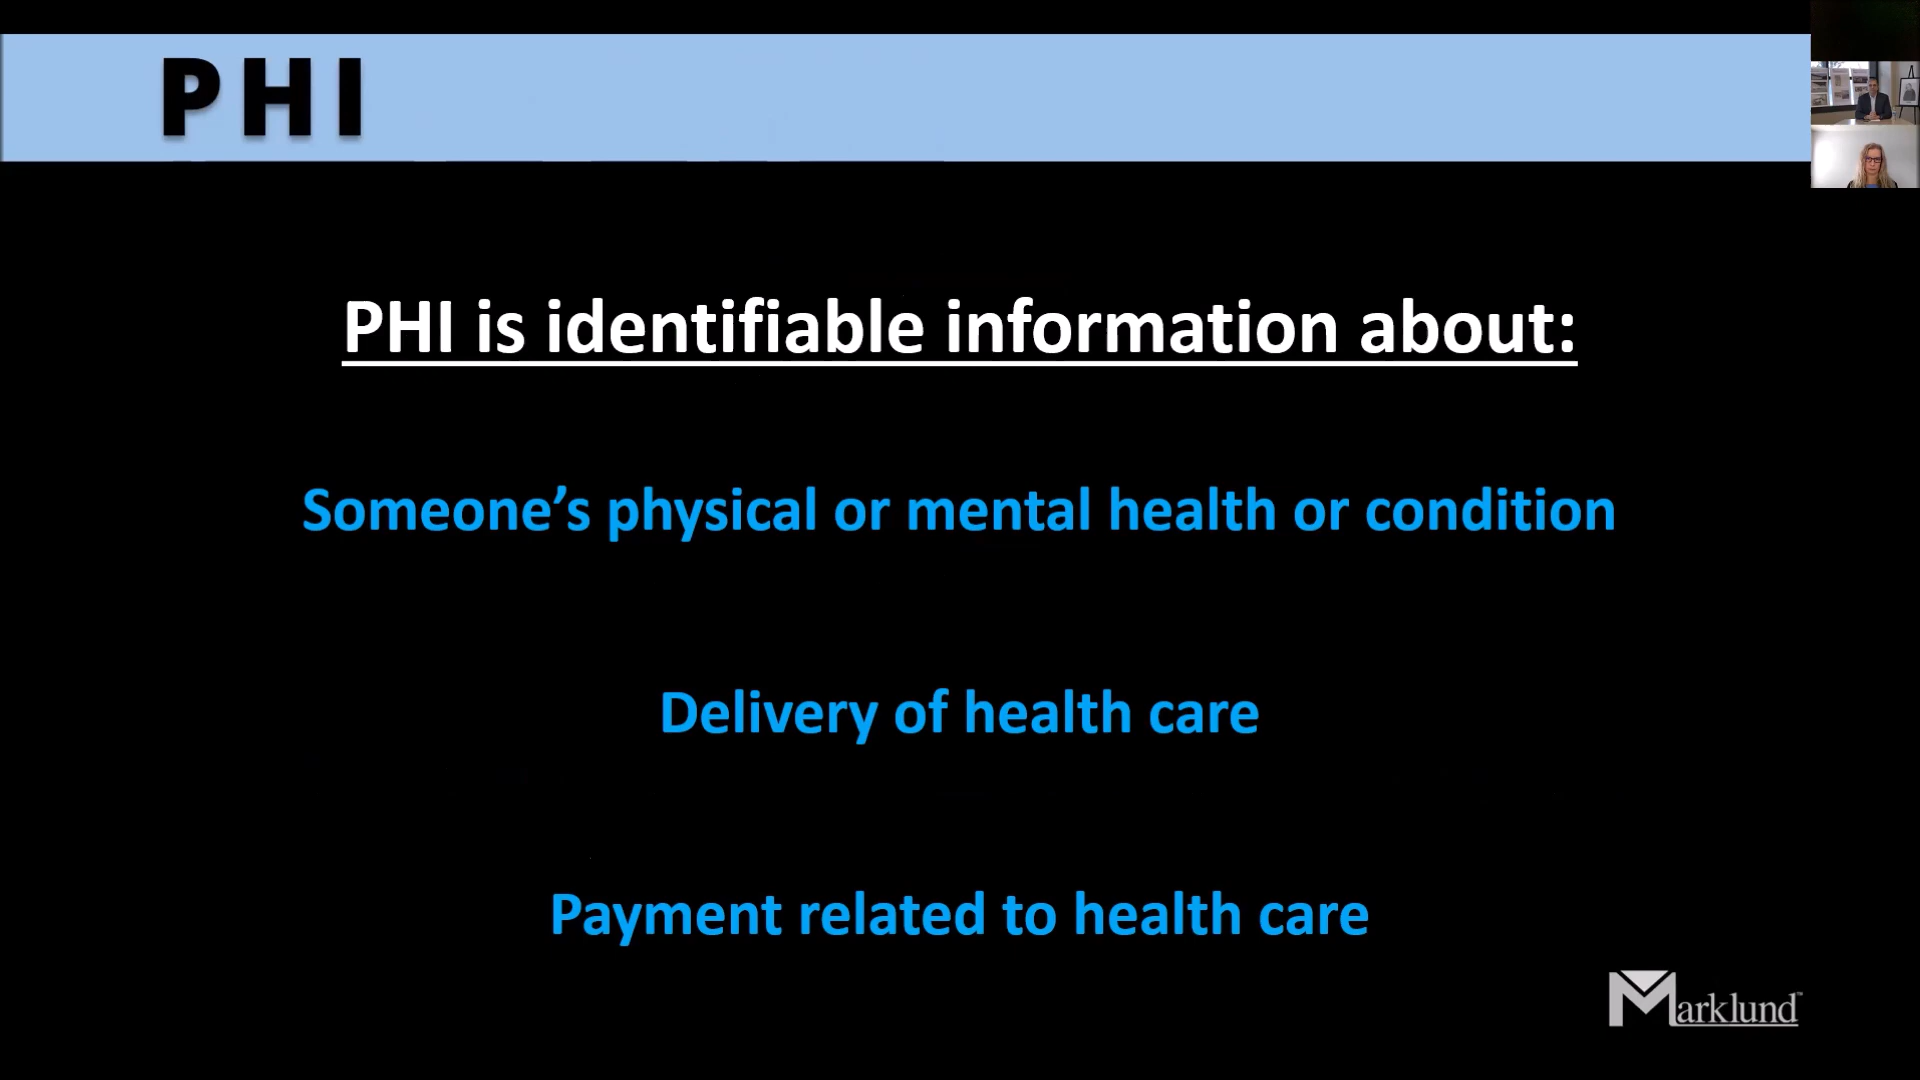 PHI
PHI is identifiable information about:
Someone’s physical or mental health or condition
Delivery of health care
Payment related to health care
Marklund™